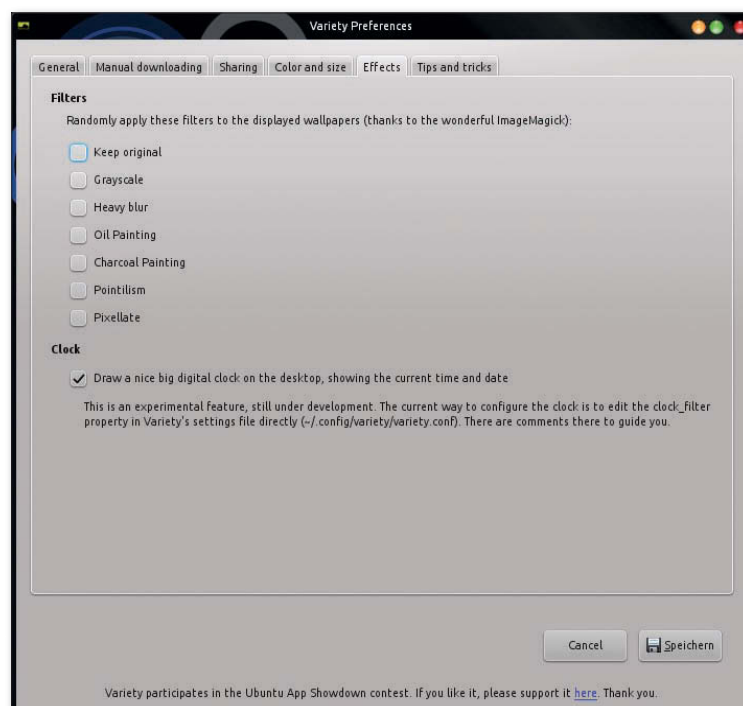 Variety Preferences
General Manual downloading Sharing Color and size Effects Tips and tricks
Filters
Randomly apply these filters to the displayed wallpapers (thanks to the wonderful ImageMagick):
Keep original
Grayscale
Heavy blur
Oil Painting
Charcoal Painting
Pointilism
Pixellate
Clock
Draw a nice big digital clock on the desktop, showing the current time and date
This is an experimental feature, still under development. The current way to configure the clock is to edit the clock_filter
property in Variety's settings file directly (~/.config/variety/variety.conf). There are comments there to guide you.
Cancel Speichern
Variety participates in the Ubuntu App Showdown contest. If you like it, please support it here. Thank you.